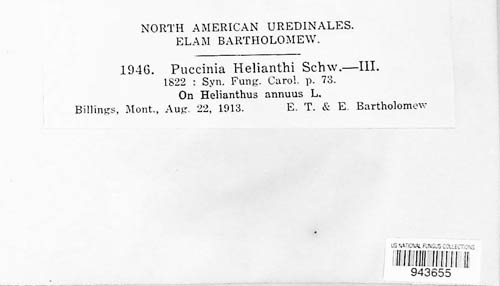 NORTH AMERICAN UREDINALES.
ELAM BARTHOLOMEW.
1946. Puccinia Helianthi Schw.—III.
1822 : Syn. Fung. Carol. p. 73.
On Helianthus annuus L.
Billings, Mont., Aug. 22, 1913. E. T. & E. Bartholomew
US NATIONAL FUNGUS COLLECTIONS
943655